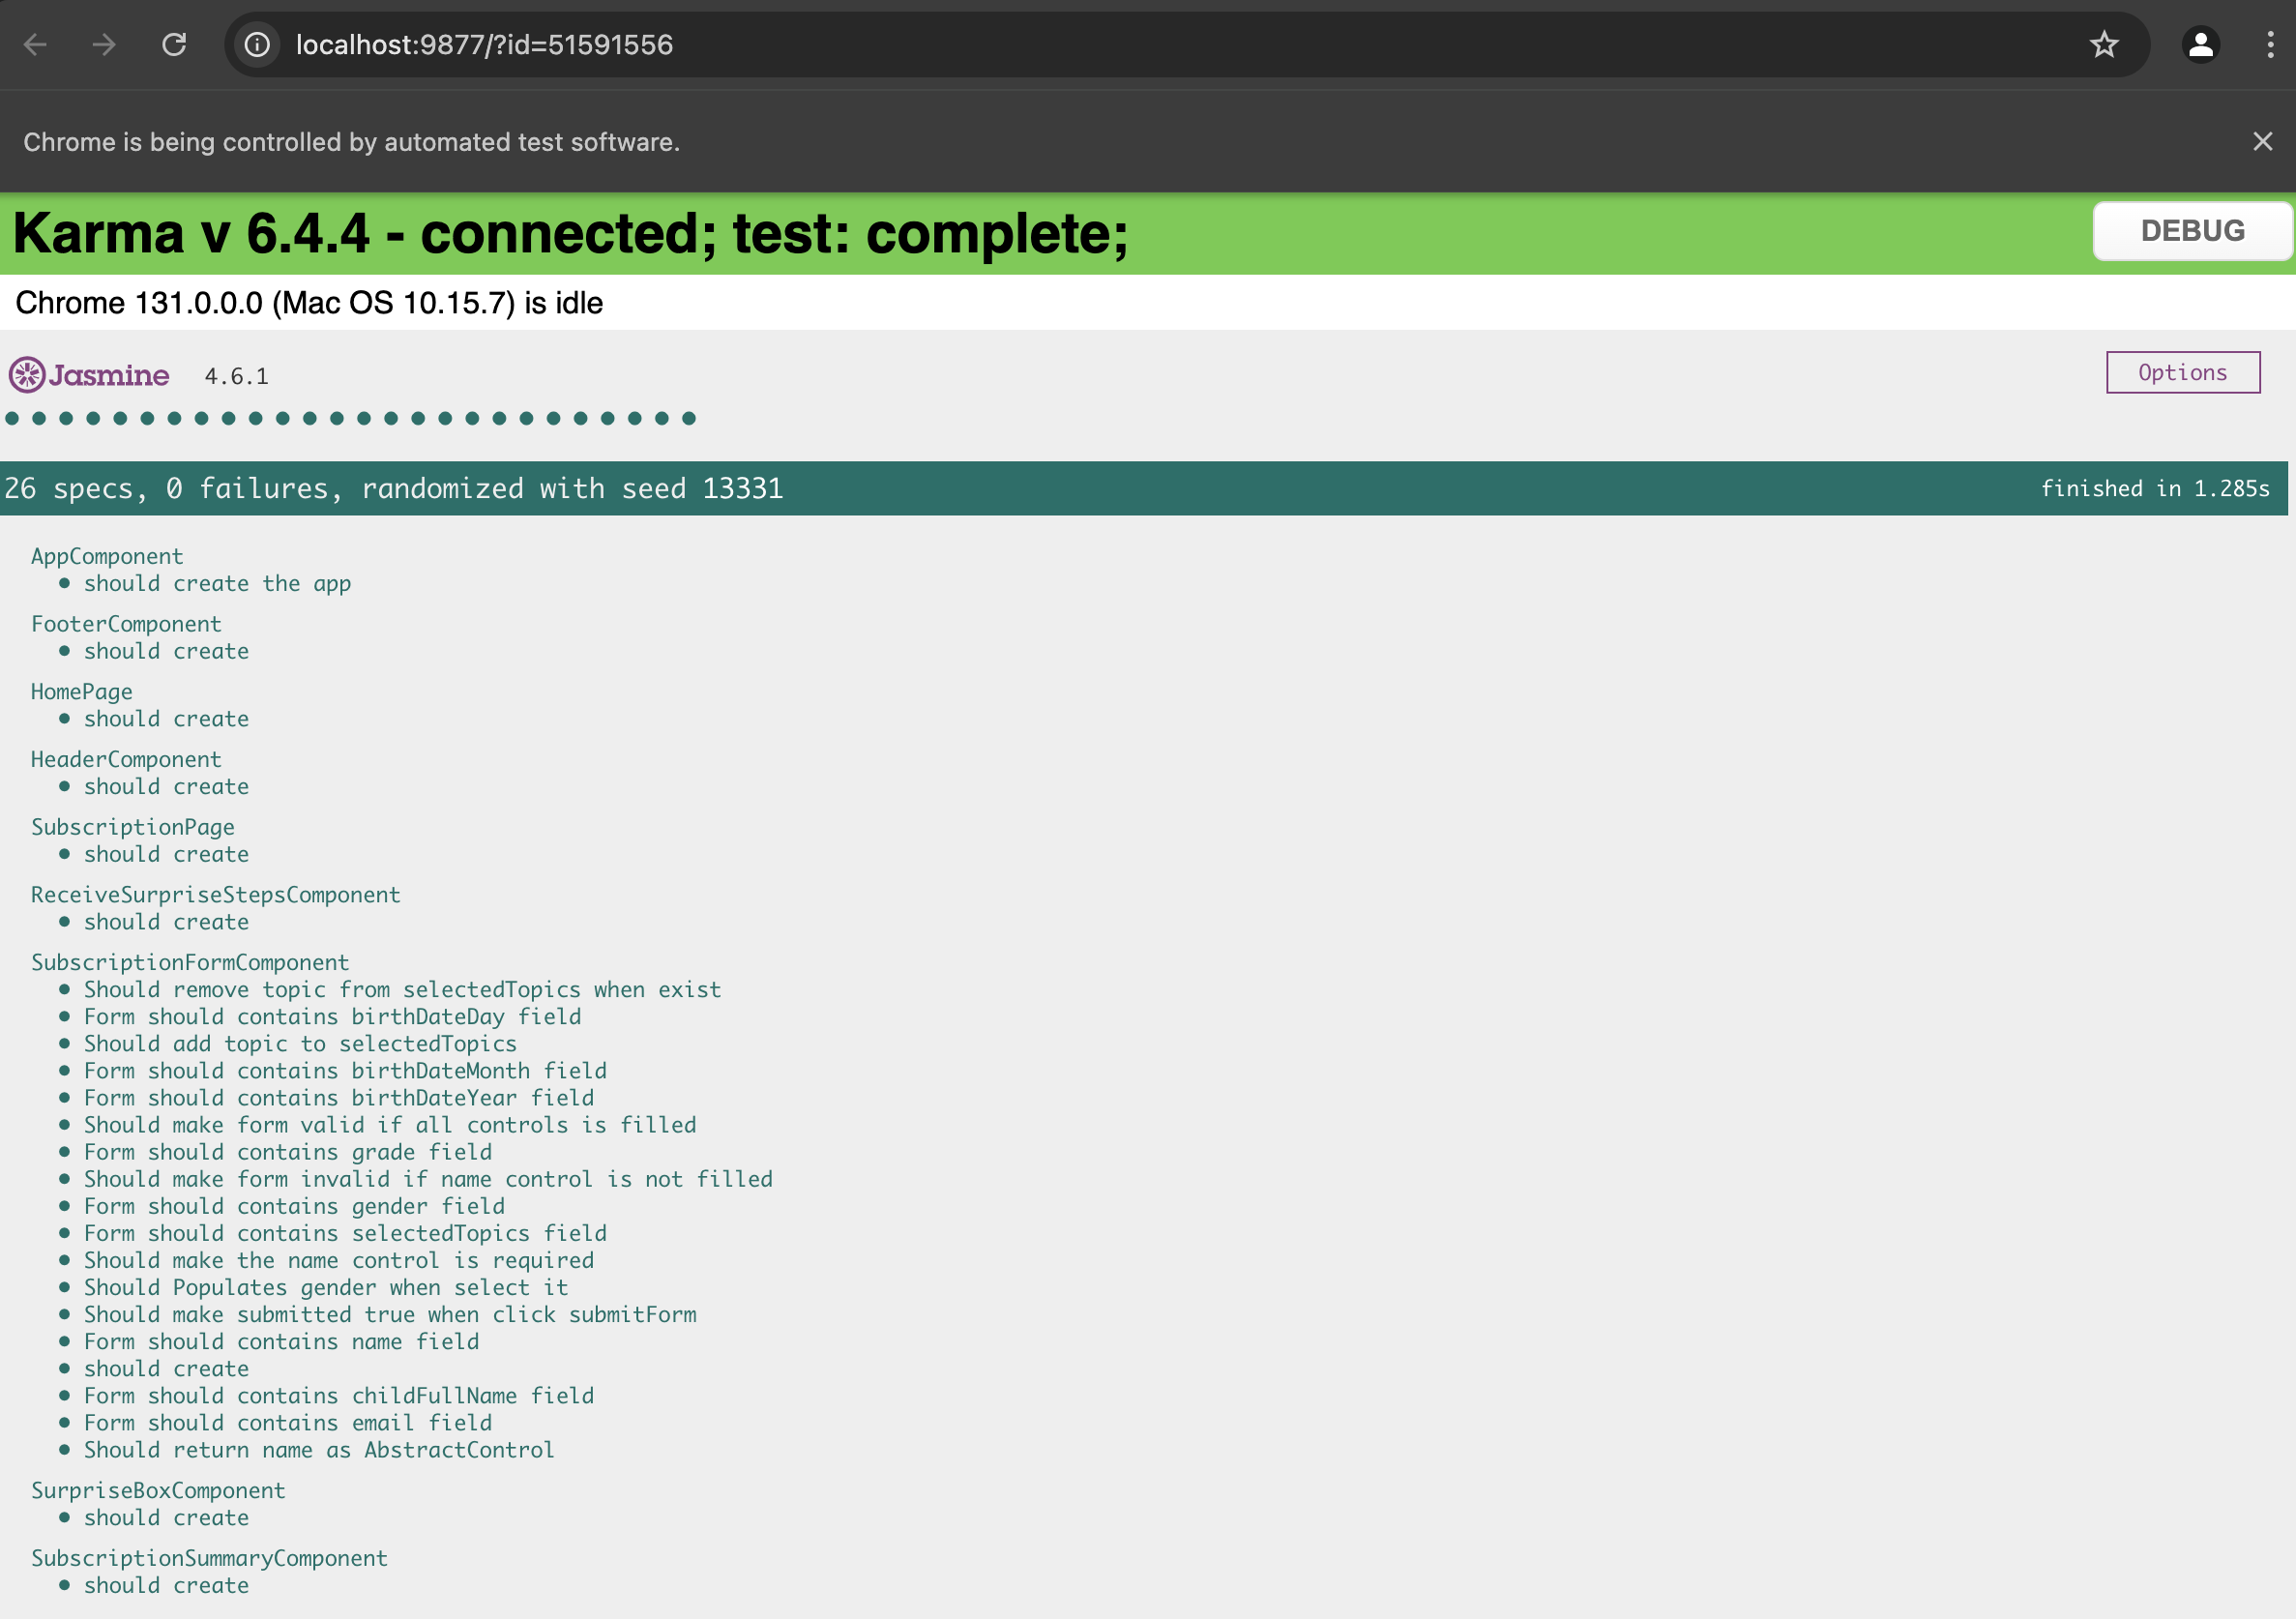 localhost:9877/?id=51591556
Chrome is being controlled by automated test software.
Karma v 6.4.4 - connected; test: complete;
DEBUG
Chrome 131.0.0.0 (Mac OS 10.15.7) is idle
Jasmine 4.6.1
Options
26 specs, 0 failures, randomized with seed 13331
finished in 1.285s
AppComponent
• should create the app
FooterComponent
• should create
HomePage
• should create
HeaderComponent
• should create
SubscriptionPage
• should create
ReceiveSurpriseStepsComponent
• should create
SubscriptionFormComponent
• Should remove topic from selectedTopics when exist
• Form should contains birthDateDay field
• Should add topic to selectedTopics
• Form should contains birthDateMonth field
• Form should contains birthDateYear field
• Should make form valid if all controls is filled
• Form should contains grade field
• Should make form invalid if name control is not filled
• Form should contains gender field
• Form should contains selectedTopics field
• Should make the name control is required
• Should Populates gender when select it
• Should make submitted true when click submitForm
• Form should contains name field
• should create
• Form should contains childFullName field
• Form should contains email field
• Should return name as AbstractControl
SurpriseBoxComponent
• should create
SubscriptionSummaryComponent
• should create